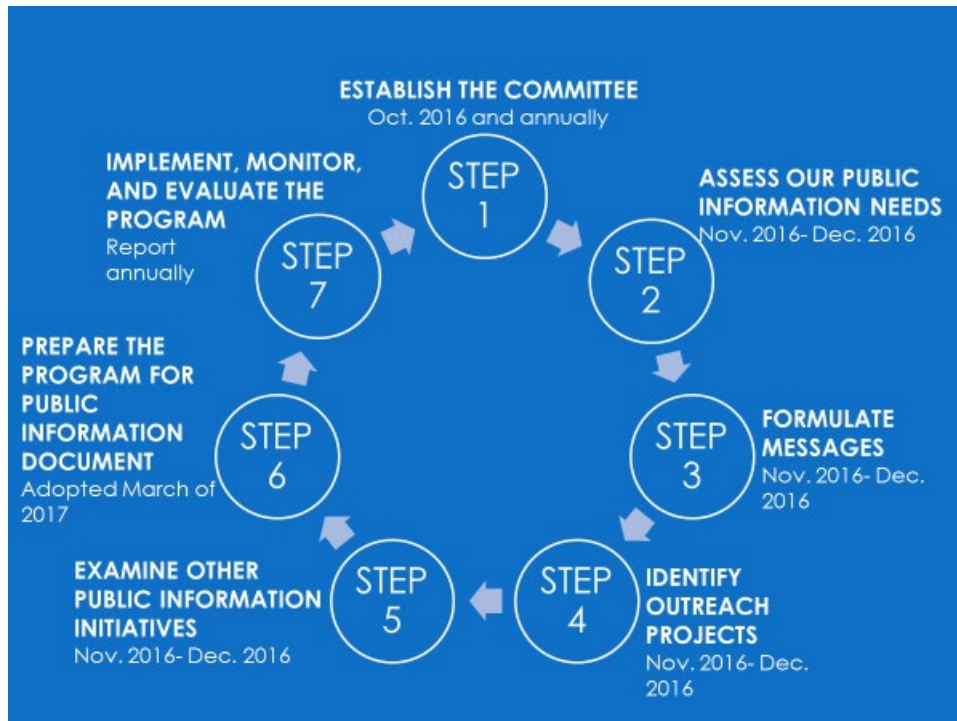 ESTABLISH THE COMMITTEE
Oct. 2016 and annually
STEP
1
ASSESS OUR PUBLIC
INFORMATION NEEDS
Nov. 2016- Dec. 2016
STEP
2
FORMULATE
MESSAGES
Nov. 2016- Dec.
2016
STEP
3
IDENTIFY
OUTREACH
PROJECTS
Nov. 2016- Dec.
2016
STEP
4
EXAMINE OTHER
PUBLIC INFORMATION
INITIATIVES
Nov. 2016- Dec. 2016
STEP
5
PREPARE THE
PROGRAM FOR
PUBLIC
INFORMATION
DOCUMENT
Adopted March of
2017
STEP
6
IMPLEMENT, MONITOR,
AND EVALUATE THE
PROGRAM
Report
annually
STEP
7